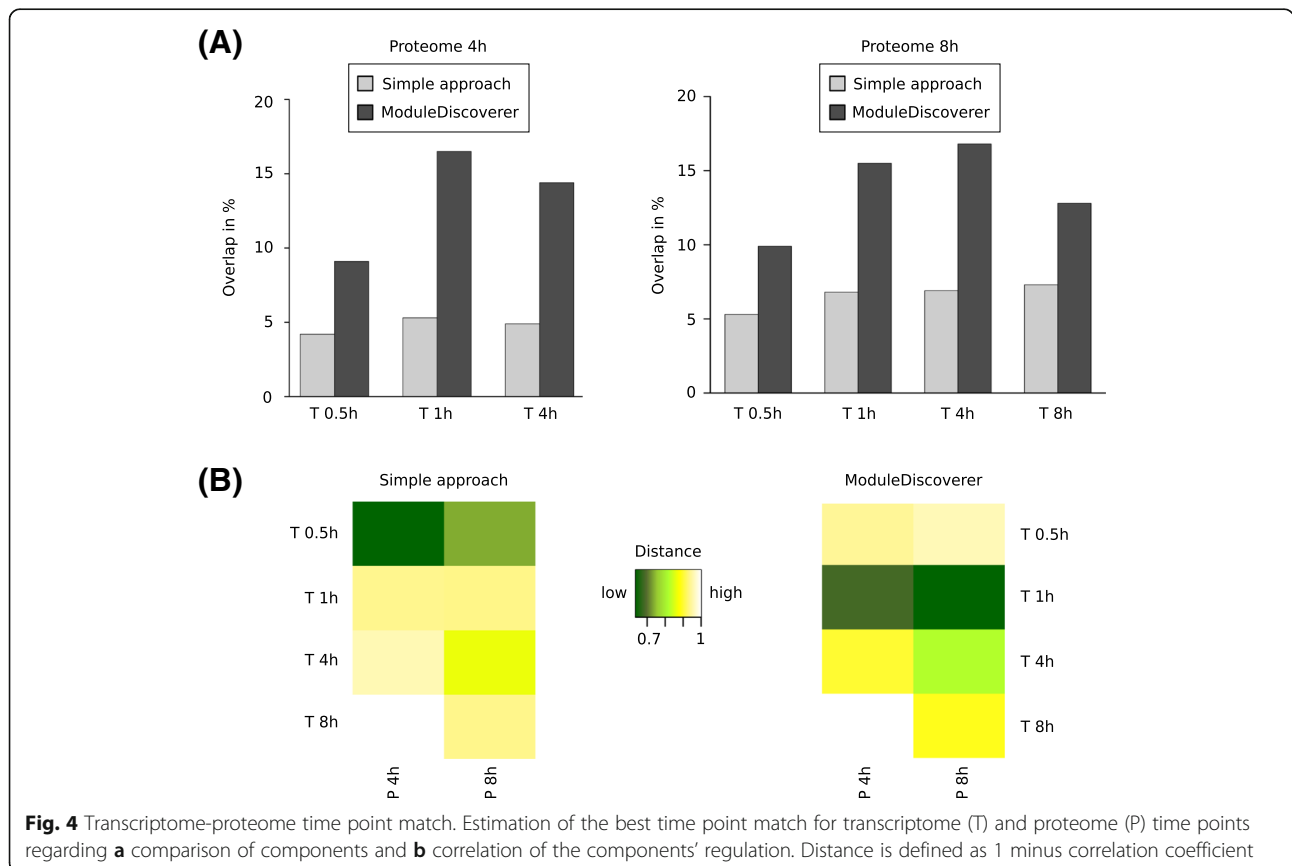 (A)
Proteome 4h
Simple approach
ModuleDiscoverer
20
15
10
5
0
Overlap in %
T 0.5h
T 1h
T 4h
Proteome 8h
Simple approach
ModuleDiscoverer
20
15
10
5
0
Overlap in %
T 0.5h
T 1h
T 4h
T 8h
(B)
Simple approach
T 0.5h
T 1h
T 4h
T 8h
P 4h
P 8h
Distance
low
high
0.7
1
ModuleDiscoverer
T 0.5h
T 1h
T 4h
T 8h
P 4h
P 8h
Fig. 4 Transcriptome-proteome time point match. Estimation of the best time point match for transcriptome (T) and proteome (P) time points
regarding a comparison of components and b correlation of the components’ regulation. Distance is defined as 1 minus correlation coefficient